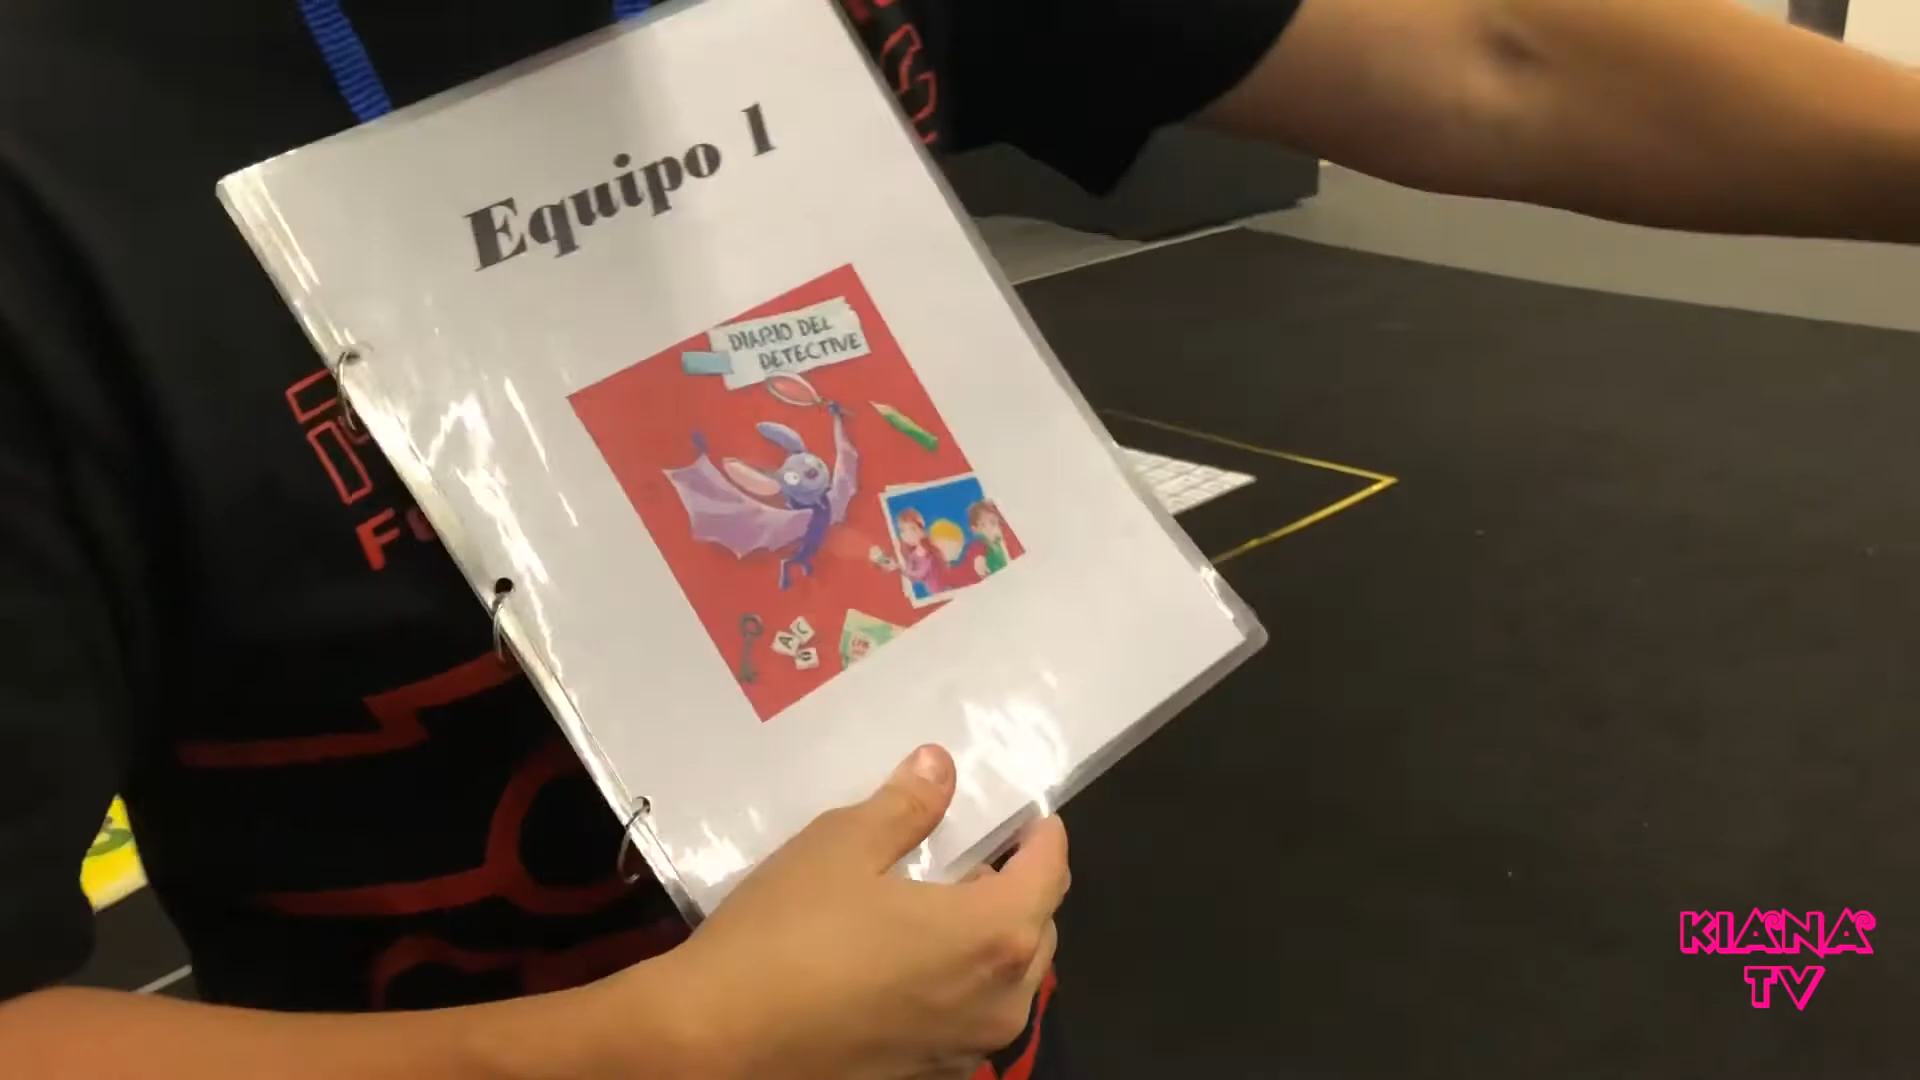 Equipo 1
DIARIO DEL
DETECTIVE
KIANA
TV